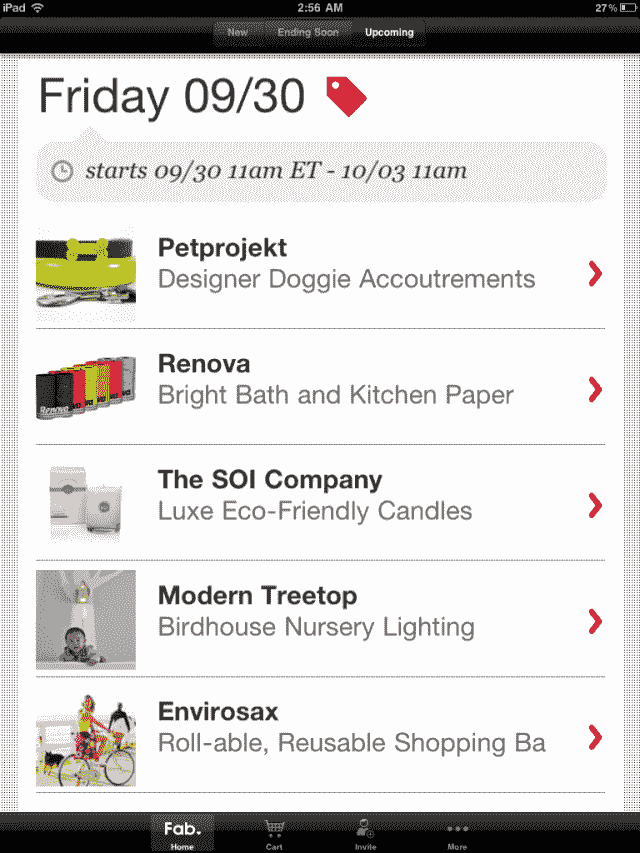 iPad 2:56 AM 27%
New Ending Soon Upcoming
Friday 09/30
starts 09/30 11am ET - 10/03 11am
Petprojekt
Designer Doggie Accoutrements
Renova
Bright Bath and Kitchen Paper
Renova
The SOI Company
Luxe Eco-Friendly Candles
Modern Treetop
Birdhouse Nursery Lighting
Envirosax
Roll-able, Reusable Shopping Ba
Fab.
Home Cart Invite More